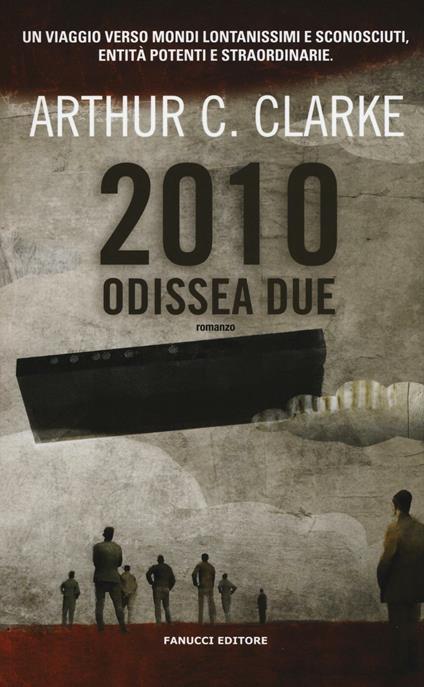 UN VIAGGIO VERSO MONDI LONTANISSIMI E SCONOSCIUTI,
ENTITÀ POTENTI E STRAORDINARIE.
ARTHUR C. CLARKE
2010
ODISSEA DUE
romanzo
FANUCCI EDITORE